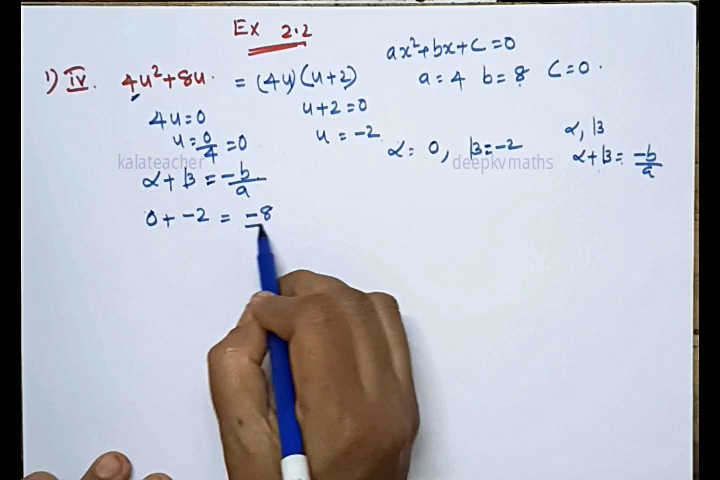 Ex 2.2
1) iv. 4u²+8u = (4u)(u+2)
ax²+bx+c=0
a=4 b=8 c=0.
4u=0
u=0/4=0
u+2=0
u=-2
α=0, β=-2
α, β
α+β=-b/a
kalateacher
deepkvmaths
α+β=-b/a
0+-2=-8